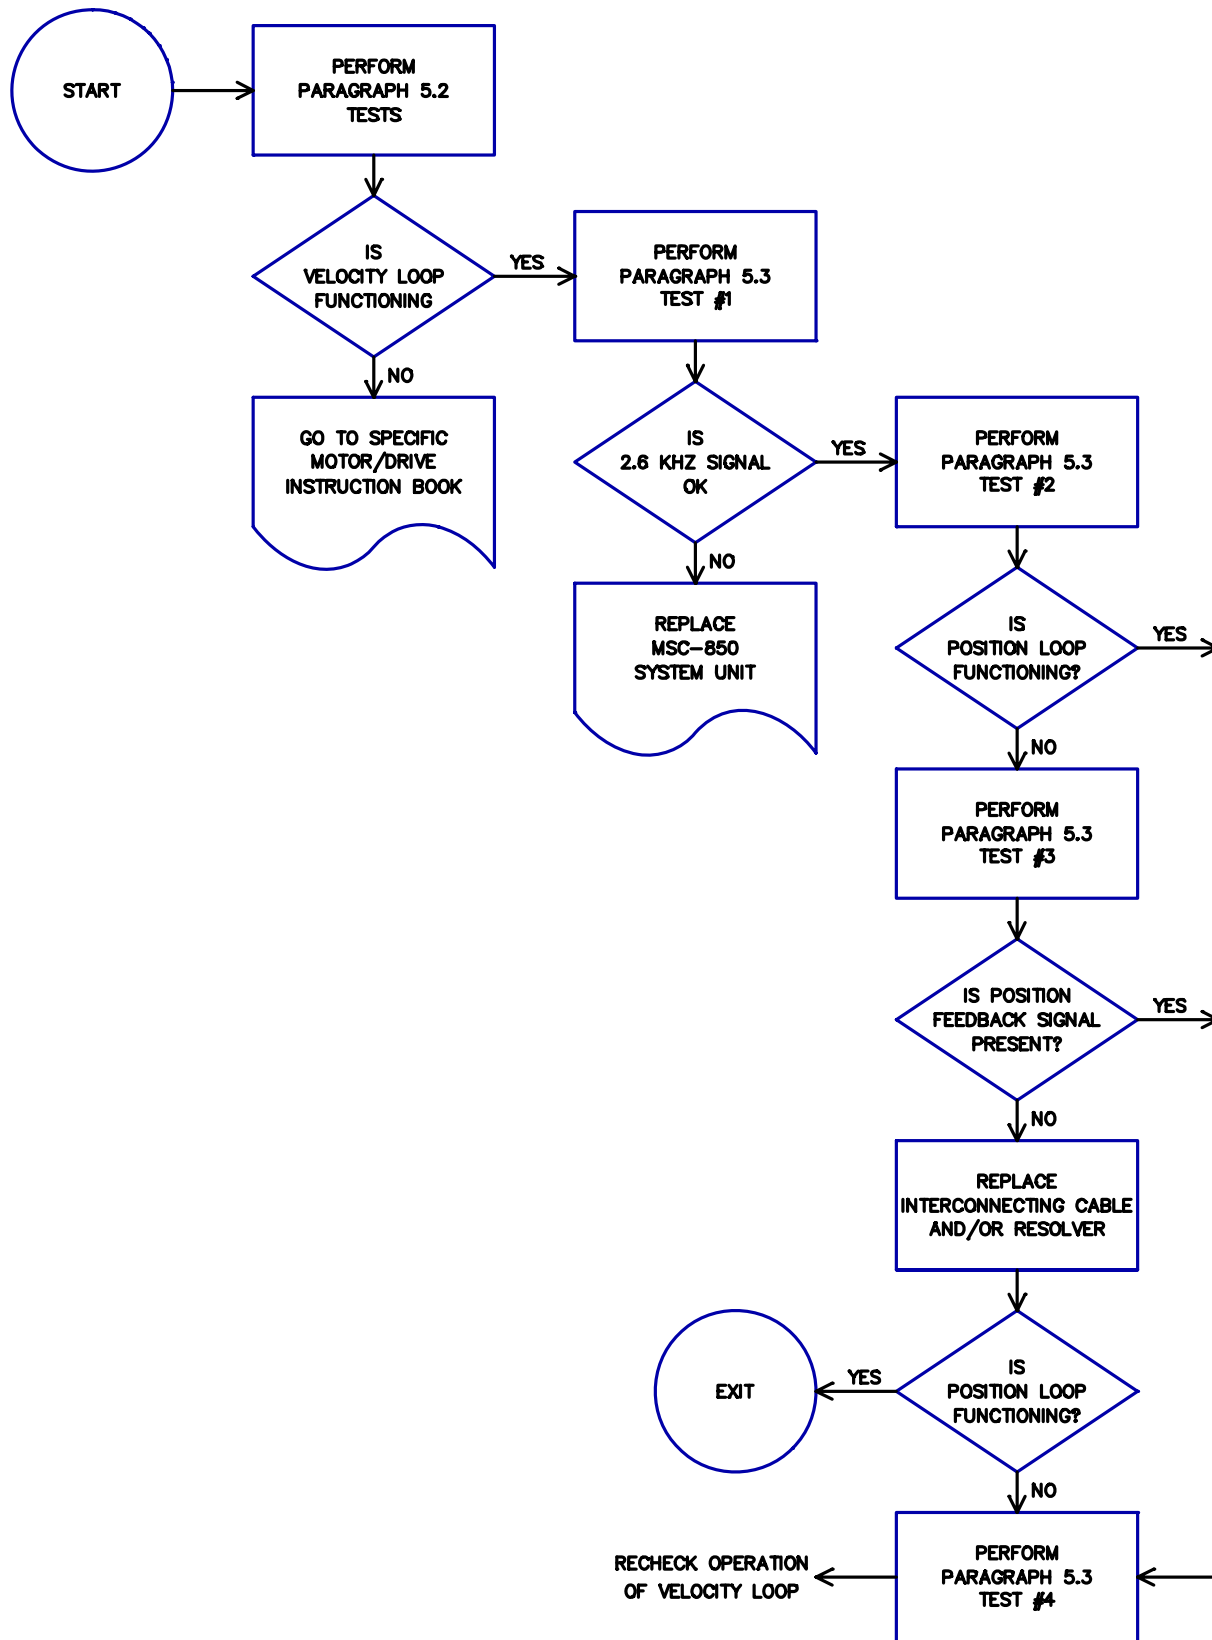 START
PERFORM
PARAGRAPH 5.2
TESTS
IS
VELOCITY LOOP
FUNCTIONING
YES
NO
GO TO SPECIFIC
MOTOR/DRIVE
INSTRUCTION BOOK
PERFORM
PARAGRAPH 5.3
TEST #1
IS
2.6 KHZ SIGNAL
OK
YES
NO
REPLACE
MSC-850
SYSTEM UNIT
PERFORM
PARAGRAPH 5.3
TEST #2
IS
POSITION LOOP
FUNCTIONING?
YES
NO
PERFORM
PARAGRAPH 5.3
TEST #3
IS POSITION
FEEDBACK SIGNAL
PRESENT?
YES
NO
REPLACE
INTERCONNECTING CABLE
AND/OR RESOLVER
IS
POSITION LOOP
FUNCTIONING?
YES
EXIT
NO
PERFORM
PARAGRAPH 5.3
TEST #4
RECHECK OPERATION
OF VELOCITY LOOP